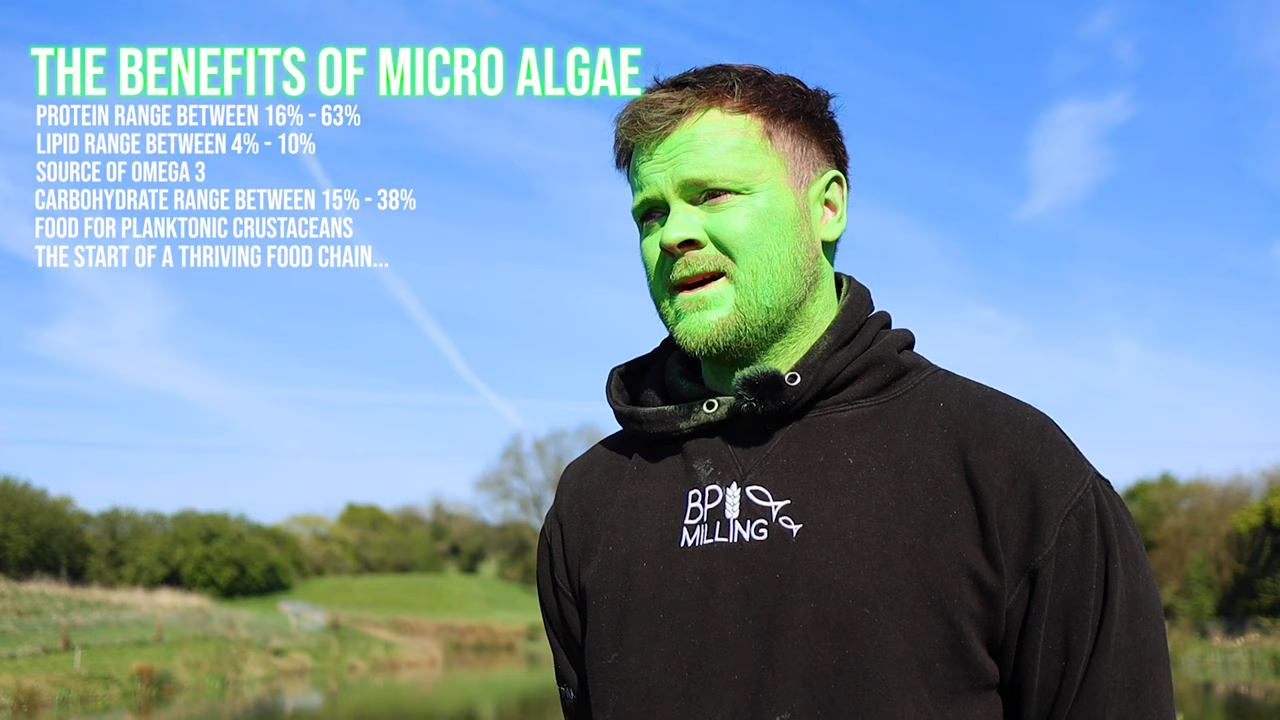 THE BENEFITS OF MICRO ALGAE
PROTEIN RANGE BETWEEN 16% - 63%
LIPID RANGE BETWEEN 4% - 10%
SOURCE OF OMEGA 3
CARBOHYDRATE RANGE BETWEEN 15% - 38%
FOOD FOR PLANKTONIC CRUSTACEANS
THE START OF A THRIVING FOOD CHAIN...
BP
MILLING